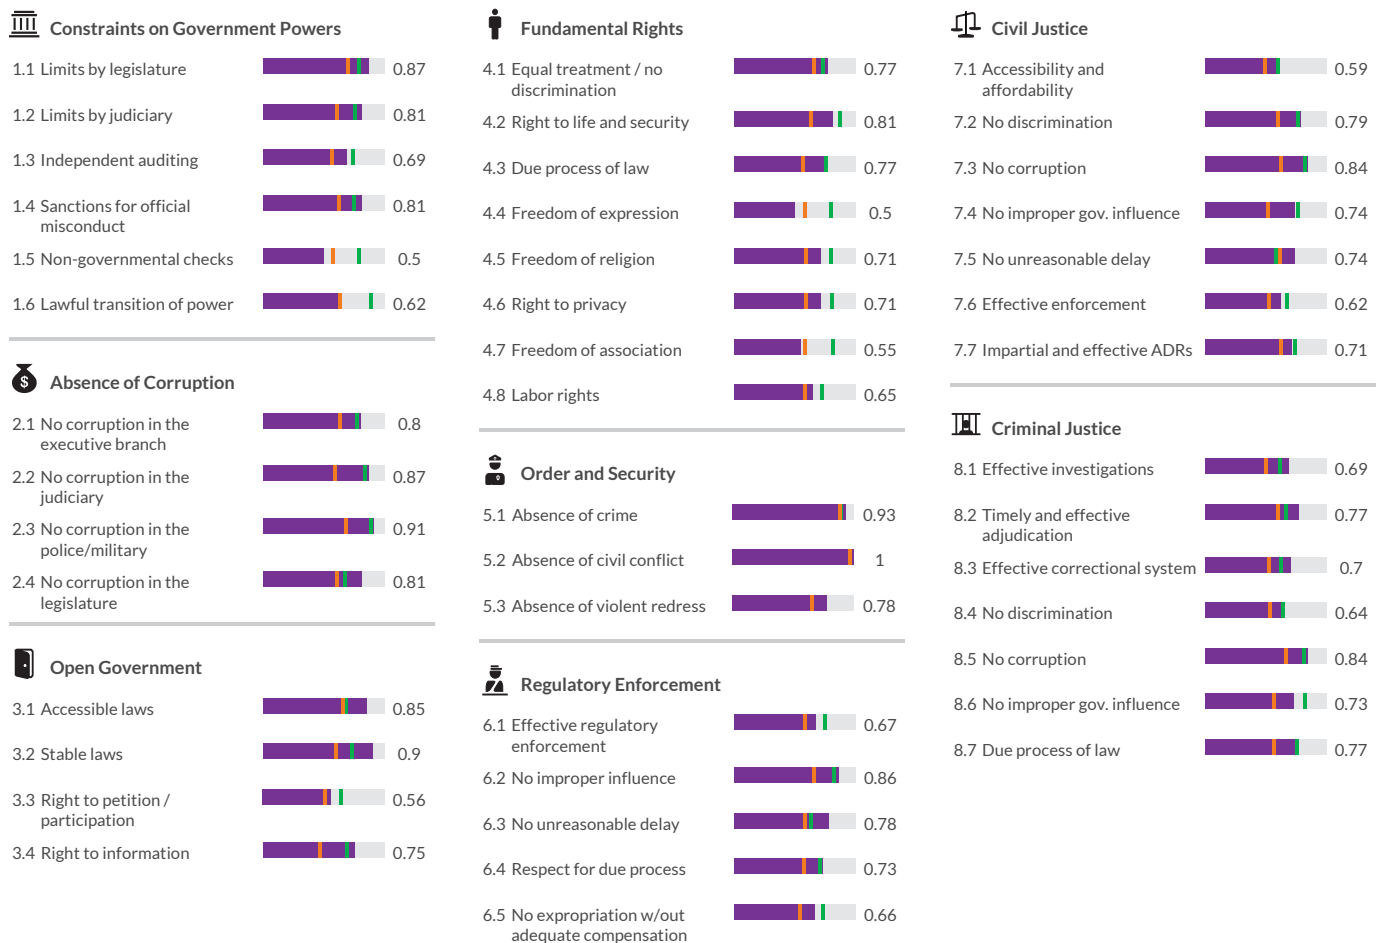 Constraints on Government Powers
1.1 Limits by legislature 0.87
1.2 Limits by judiciary 0.81
1.3 Independent auditing 0.69
1.4 Sanctions for official
misconduct 0.81
1.5 Non-governmental checks 0.5
1.6 Lawful transition of power 0.62
$ Absence of Corruption
2.1 No corruption in the
executive branch 0.8
2.2 No corruption in the
judiciary 0.87
2.3 No corruption in the
police/military 0.91
2.4 No corruption in the
legislature 0.81
Open Government
3.1 Accessible laws 0.85
3.2 Stable laws 0.9
3.3 Right to petition /
participation 0.56
3.4 Right to information 0.75
Fundamental Rights
4.1 Equal treatment / no
discrimination 0.77
4.2 Right to life and security 0.81
4.3 Due process of law 0.77
4.4 Freedom of expression 0.5
4.5 Freedom of religion 0.71
4.6 Right to privacy 0.71
4.7 Freedom of association 0.55
4.8 Labor rights 0.65
Order and Security
5.1 Absence of crime 0.93
5.2 Absence of civil conflict 1
5.3 Absence of violent redress 0.78
Regulatory Enforcement
6.1 Effective regulatory
enforcement 0.67
6.2 No improper influence 0.86
6.3 No unreasonable delay 0.78
6.4 Respect for due process 0.73
6.5 No expropriation w/out
adequate compensation 0.66
Civil Justice
7.1 Accessibility and
affordability 0.59
7.2 No discrimination 0.79
7.3 No corruption 0.84
7.4 No improper gov. influence 0.74
7.5 No unreasonable delay 0.74
7.6 Effective enforcement 0.62
7.7 Impartial and effective ADRs 0.71
Criminal Justice
8.1 Effective investigations 0.69
8.2 Timely and effective
adjudication 0.77
8.3 Effective correctional system 0.7
8.4 No discrimination 0.64
8.5 No corruption 0.84
8.6 No improper gov. influence 0.73
8.7 Due process of law 0.77